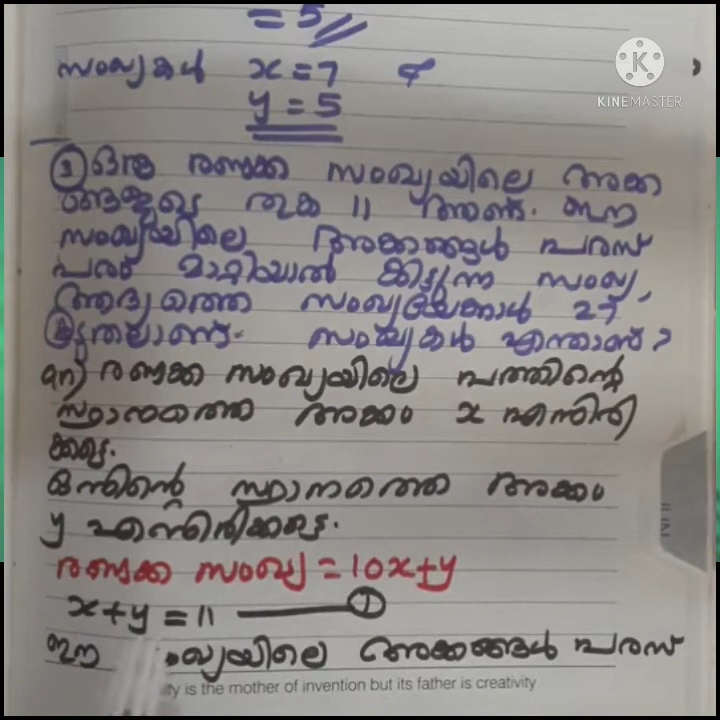 = 5
സംഖ്യകൾ x = 7
y = 5
KINEMASTER
③ ഒരു രണ്ടക്ക സംഖ്യയിലെ അക്ക
ങ്ങളുടെ തുക 11 ആണ്. ഈ
സംഖ്യയിലെ അക്കങ്ങൾ പരസ്
പരം മാറ്റിയാൽ കിട്ടുന്ന സംഖ്യ,
ആദ്യത്തെ സംഖ്യയേക്കാൾ 27
കൂടുതലാണ്. സംഖ്യകൾ എന്താണ്?
an) രണ്ടക്ക സംഖ്യയിലെ പത്തിന്റെ
സ്ഥാനത്തെ അക്കം x എന്നിരി
ക്കട്ടെ.
ഒന്നിന്റെ സ്ഥാനത്തെ അക്കം
y എന്നിരിക്കട്ടെ.
രണ്ടക്ക സംഖ്യ = 10x+y
x+y = 11 ①
ഈ സംഖ്യയിലെ അക്കങ്ങൾ പരസ്
ty is the mother of invention but its father is creativity